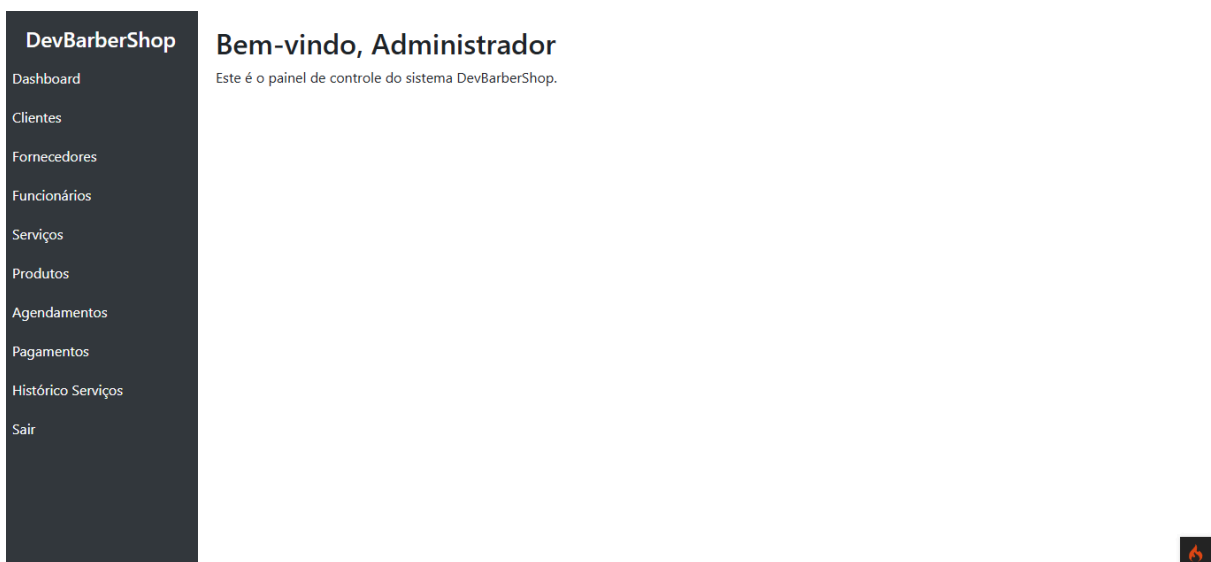 DevBarberShop
Dashboard
Clientes
Fornecedores
Funcionários
Serviços
Produtos
Agendamentos
Pagamentos
Histórico Serviços
Sair
Bem-vindo, Administrador
Este é o painel de controle do sistema DevBarberShop.